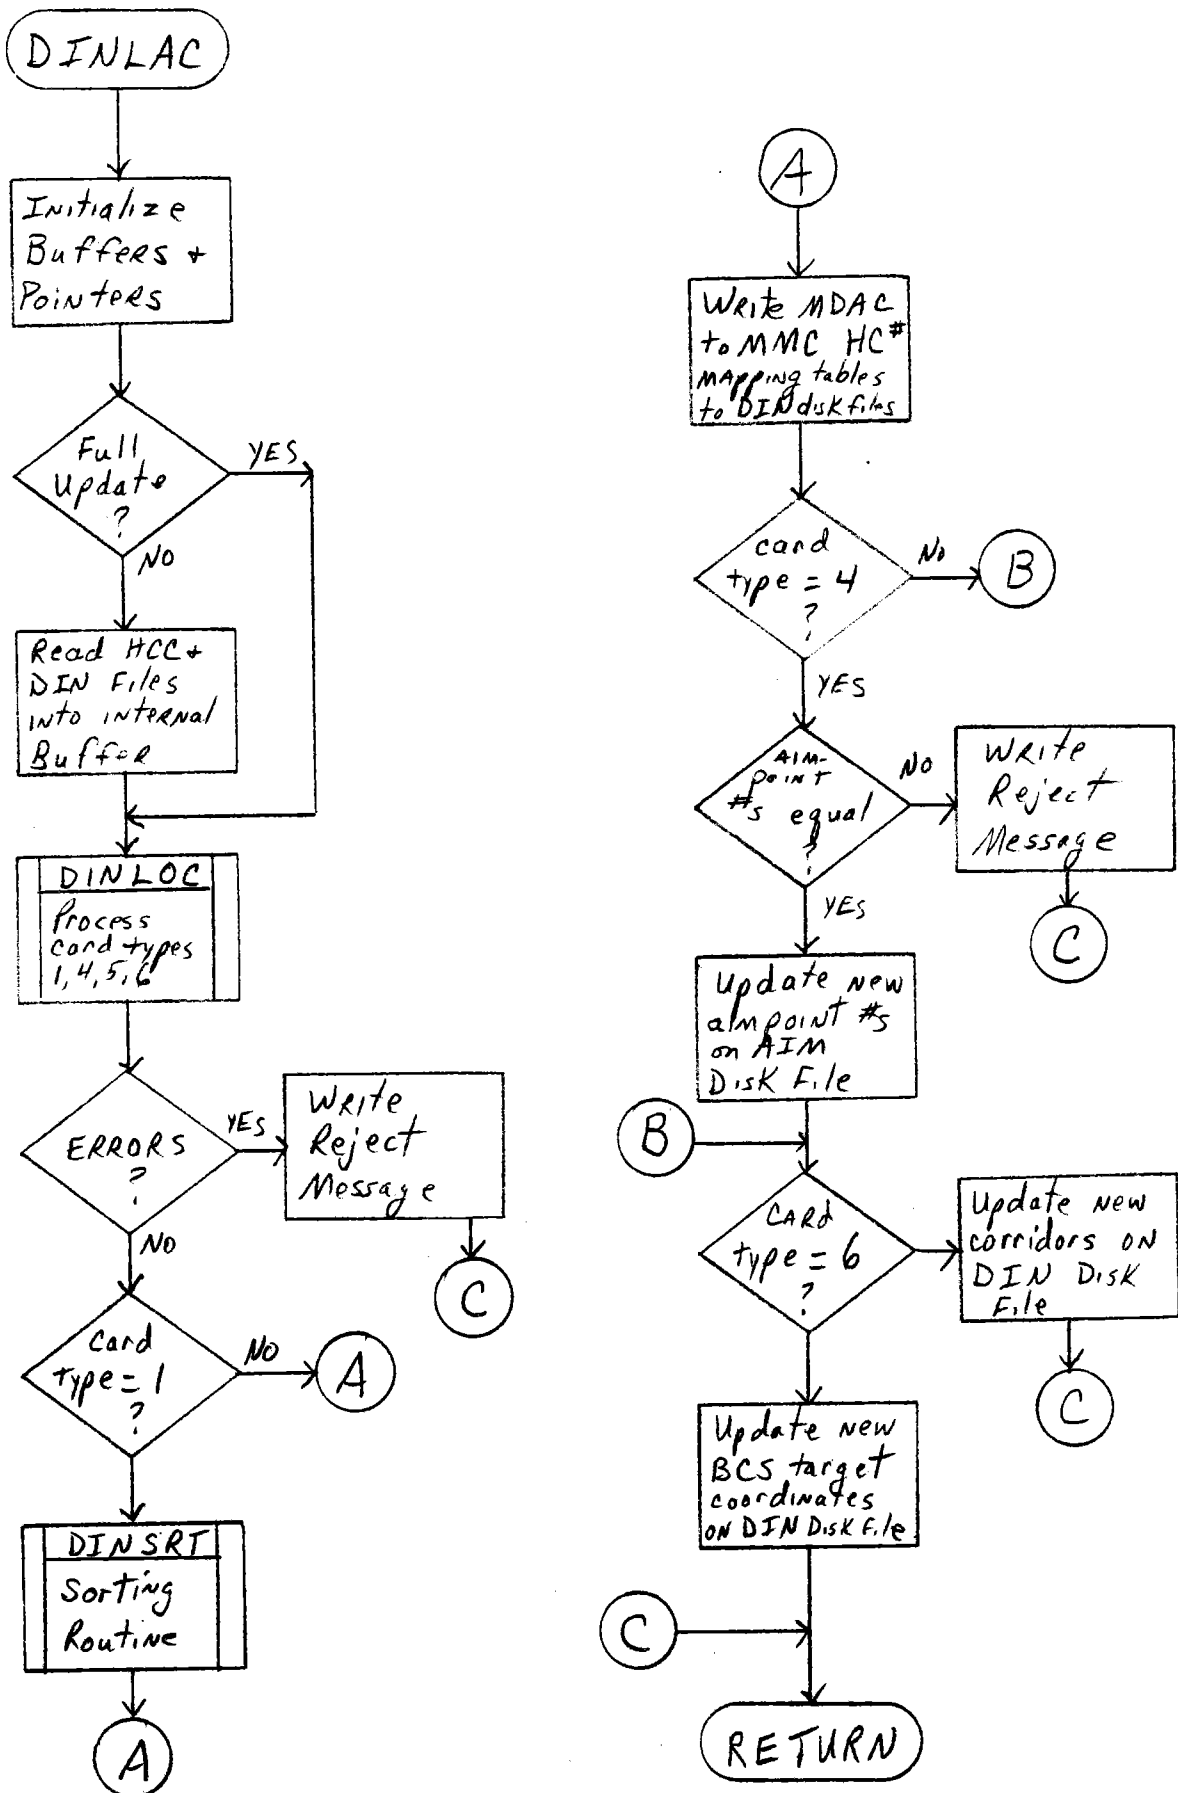 DINLAC
Initialize
Buffers +
Pointers
Full
Update
?
YES
NO
Read HCC +
DIN Files
into internal
Buffer
DINLOC
Process
card types
1, 4, 5, 6
ERRORS
?
YES
Write
Reject
Message
C
NO
Card
type = 1
?
NO
A
DINSRT
Sorting
Routine
A
A
Write MDAC
to MMC HC#
mapping tables
to DIN disk files
card
type = 4
?
NO
B
YES
AIM-
POINT
#s equal
?
NO
Write
Reject
Message
C
YES
Update new
aimpoint #s
on AIM
Disk File
B
CARd
type = 6
?
Update new
corridors ON
DIN Disk
File
C
Update new
BCS target
coordinates
ON DIN Disk File
C
RETURN